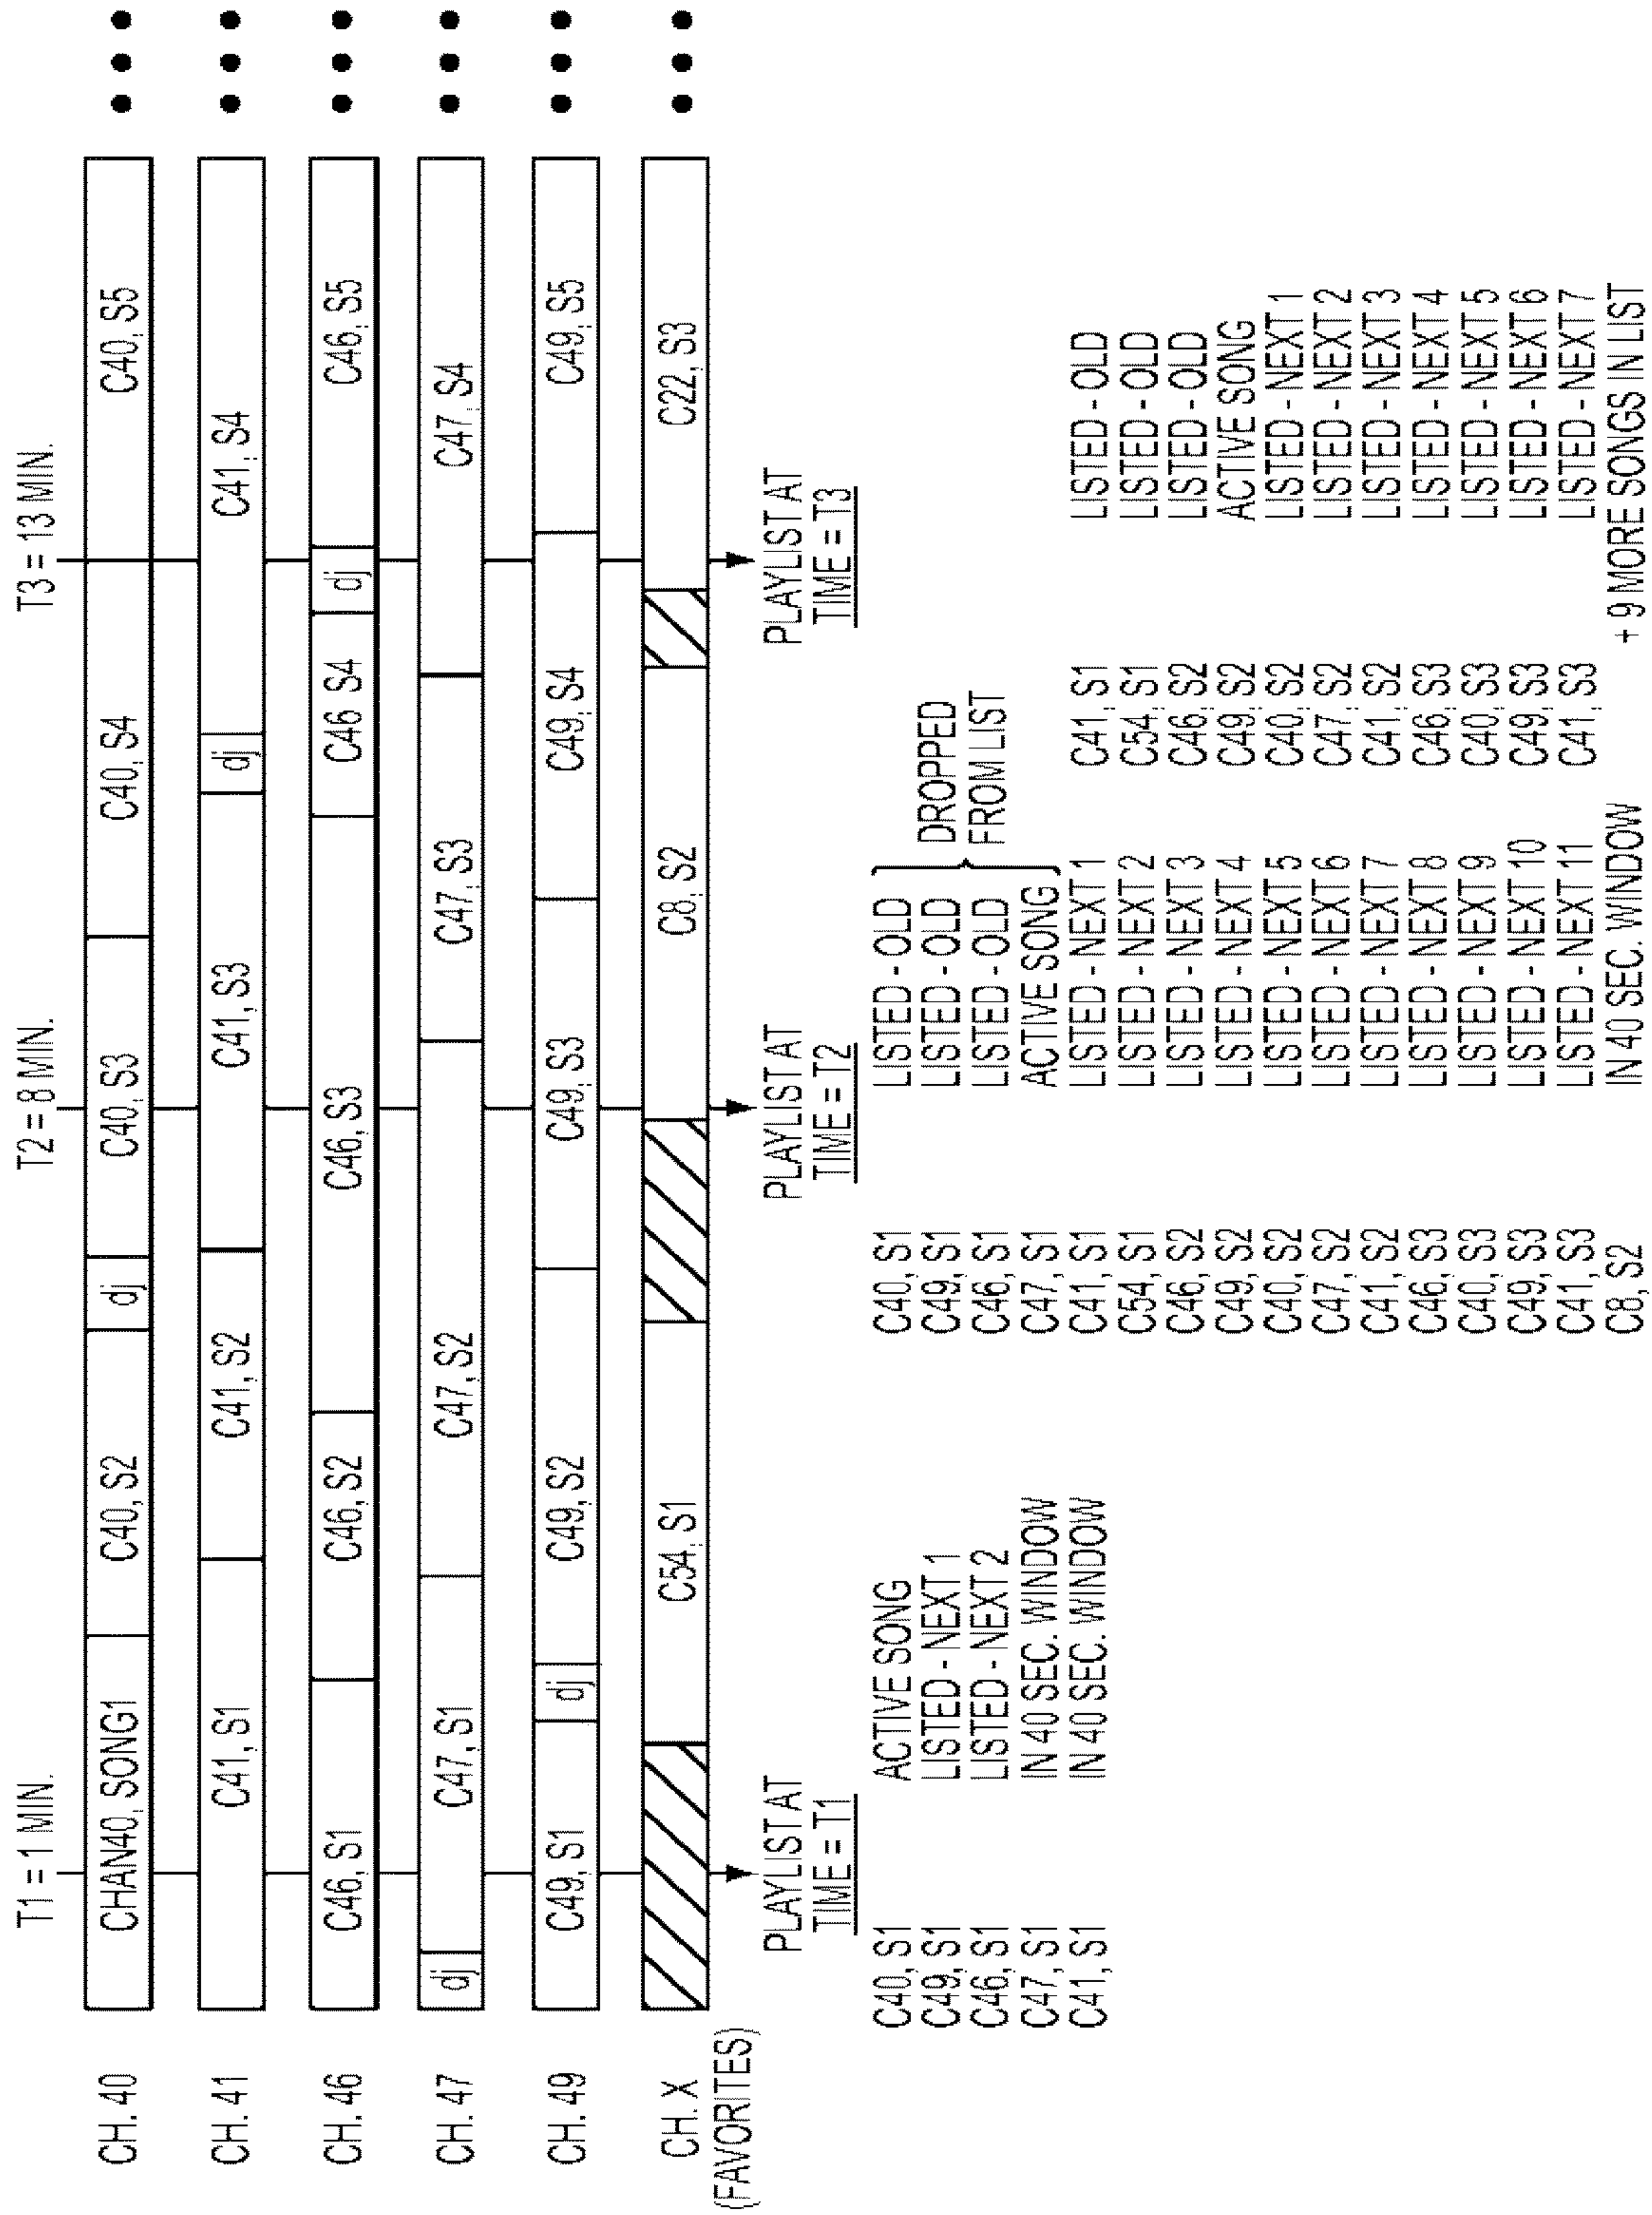 T1 = 1 MIN.
T2 = 8 MIN.
T3 = 13 MIN.
CH. 40
CHAN40, SONG1
C40, S2
dj
C40, S3
C40, S4
C40, S5
CH. 41
C41, S1
C41, S2
C41, S3
dj
C41, S4
CH. 46
C46, S1
C46, S2
C46, S3
C46 S4
dj
C46, S5
CH. 47
dj
C47, S1
C47, S2
C47, S3
C47, S4
CH. 49
C49, S1
dj
C49, S2
C49, S3
C49, S4
C49, S5
CH. X
(FAVORITES)
C54, S1
C8, S2
C22, S3
PLAYLIST AT
TIME = T1
C40, S1 ACTIVE SONG
C49, S1 LISTED - NEXT 1
C46, S1 LISTED - NEXT 2
C47, S1 IN 40 SEC. WINDOW
C41, S1 IN 40 SEC. WINDOW
PLAYLIST AT
TIME = T2
C40, S1 LISTED - OLD
C49, S1 LISTED - OLD
C46, S1 LISTED - OLD
C47, S1 ACTIVE SONG
DROPPED
FROM LIST
C41, S1 LISTED - NEXT 1
C54, S1 LISTED - NEXT 2
C46, S2 LISTED - NEXT 3
C49, S2 LISTED - NEXT 4
C40, S2 LISTED - NEXT 5
C47, S2 LISTED - NEXT 6
C41, S2 LISTED - NEXT 7
C46, S3 LISTED - NEXT 8
C40, S3 LISTED - NEXT 9
C49, S3 LISTED - NEXT 10
C41, S3 LISTED - NEXT 11
C8, S2 IN 40 SEC. WINDOW
PLAYLIST AT
TIME = T3
C41, S1 LISTED - OLD
C54, S1 LISTED - OLD
C46, S2 LISTED - OLD
C49, S2 ACTIVE SONG
C40, S2 LISTED - NEXT 1
C47, S2 LISTED - NEXT 2
C41, S2 LISTED - NEXT 3
C46, S3 LISTED - NEXT 4
C40, S3 LISTED - NEXT 5
C49, S3 LISTED - NEXT 6
C41, S3 LISTED - NEXT 7
+ 9 MORE SONGS IN LIST